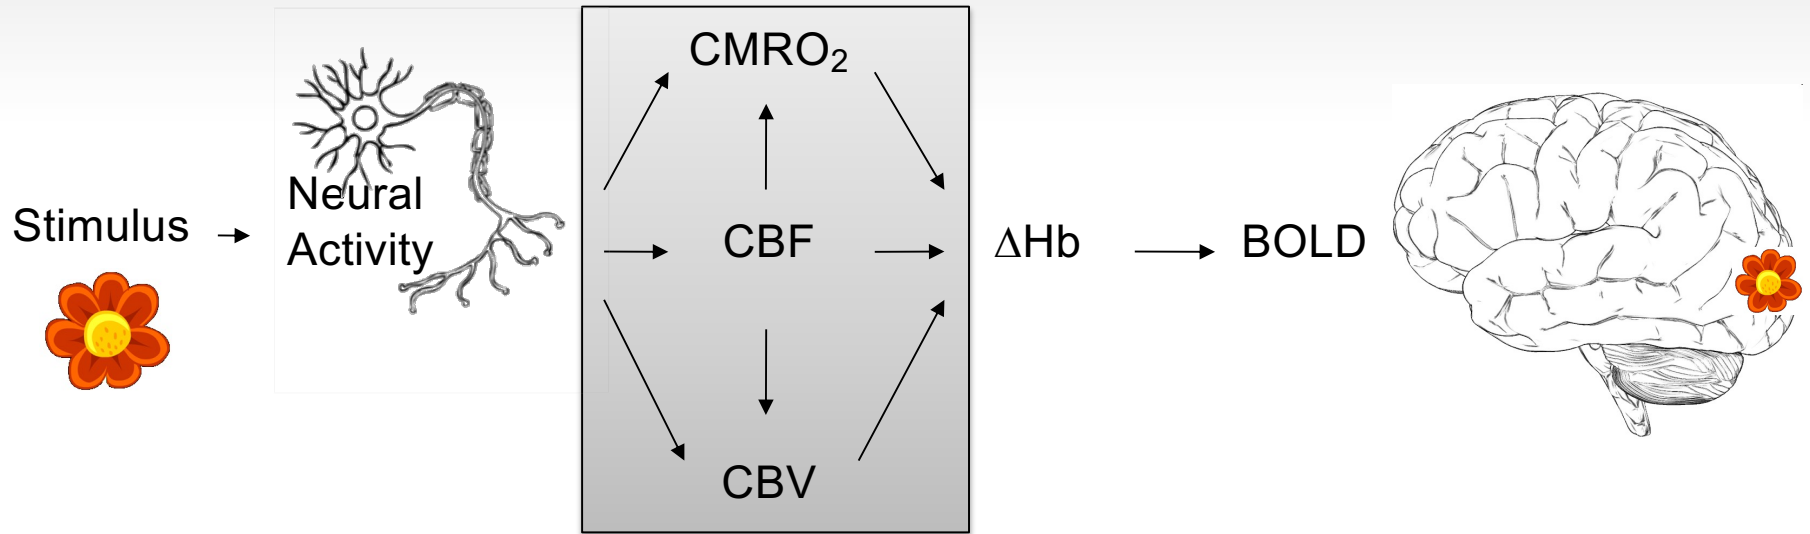 Stimulus
Neural
Activity
CMRO₂
CBF
CBV
ΔHb
BOLD